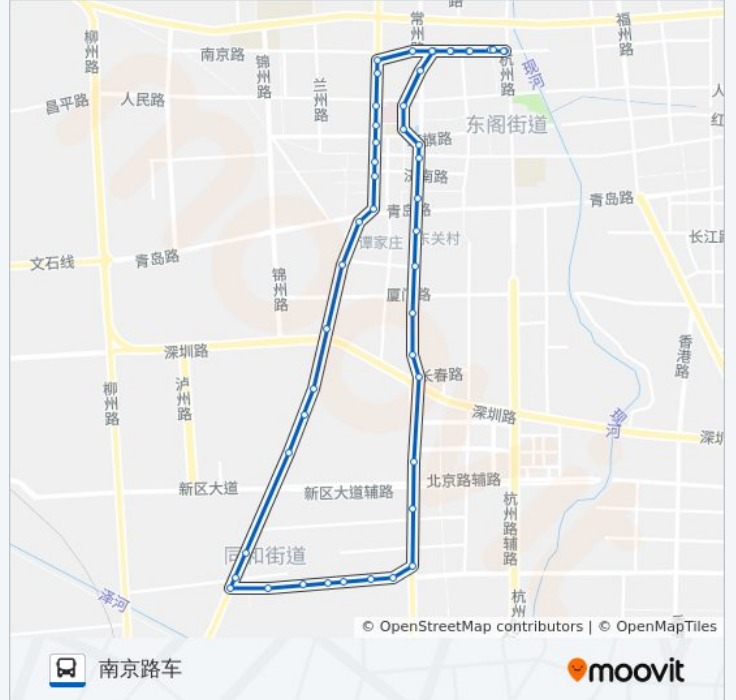 常州路
福州路
柳州路
南京路
锦州路
杭州路
珢河
兰州路
昌平路
人民路
东阁街道
红
旗路
济南路
青岛路
青岛路
谭家庄
东关村
长江路
文石线
青岛路
锦州路
厦门路
深圳路
香港路
长春路
柳州路
泸州路
深圳路
深圳
北京路辅路
新区大道
新区大道辅路
杭州路辅路
同和街道
泽河
杭州
© OpenStreetMap contributors | © OpenMapTiles
南京路车
moovit